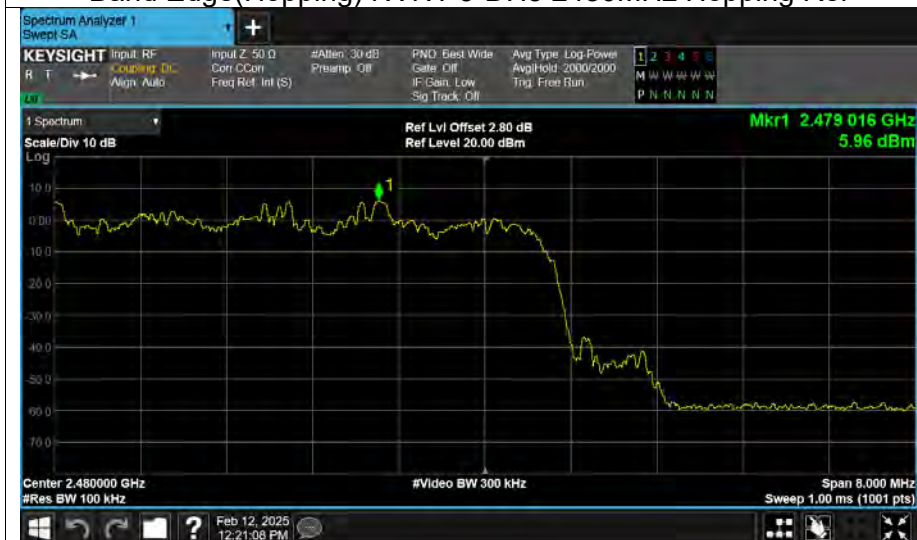 Spectrum Analyzer 1
Swept SA
+
KEYSIGHT Input: RF Input Z: 50 Ω #Atten: 30 dB PNO: Best Wide Avg Type: Log-Power 1 2 3 4 5 6
R T Coupling: DC Corr CCorr Preamp: Off Gate: Off Avg|Hold: 2000/2000 M W W W W W
Align: Auto Freq Ref: Int (S) IF Gain: Low Trig: Free Run
Sig Track: Off P N N N N N
1 Spectrum
Ref Lvl Offset 2.80 dB Mkr1 2.479 016 GHz
Scale/Div 10 dB Ref Level 20.00 dBm 5.96 dBm
Log
10.0
1
0.00
-10.0
-20.0
-30.0
-40.0
-50.0
-60.0
-70.0
Center 2.480000 GHz #Video BW 300 kHz Span 8.000 MHz
#Res BW 100 kHz Sweep 1.00 ms (1001 pts)
? Feb 12, 2025
12:21:08 PM